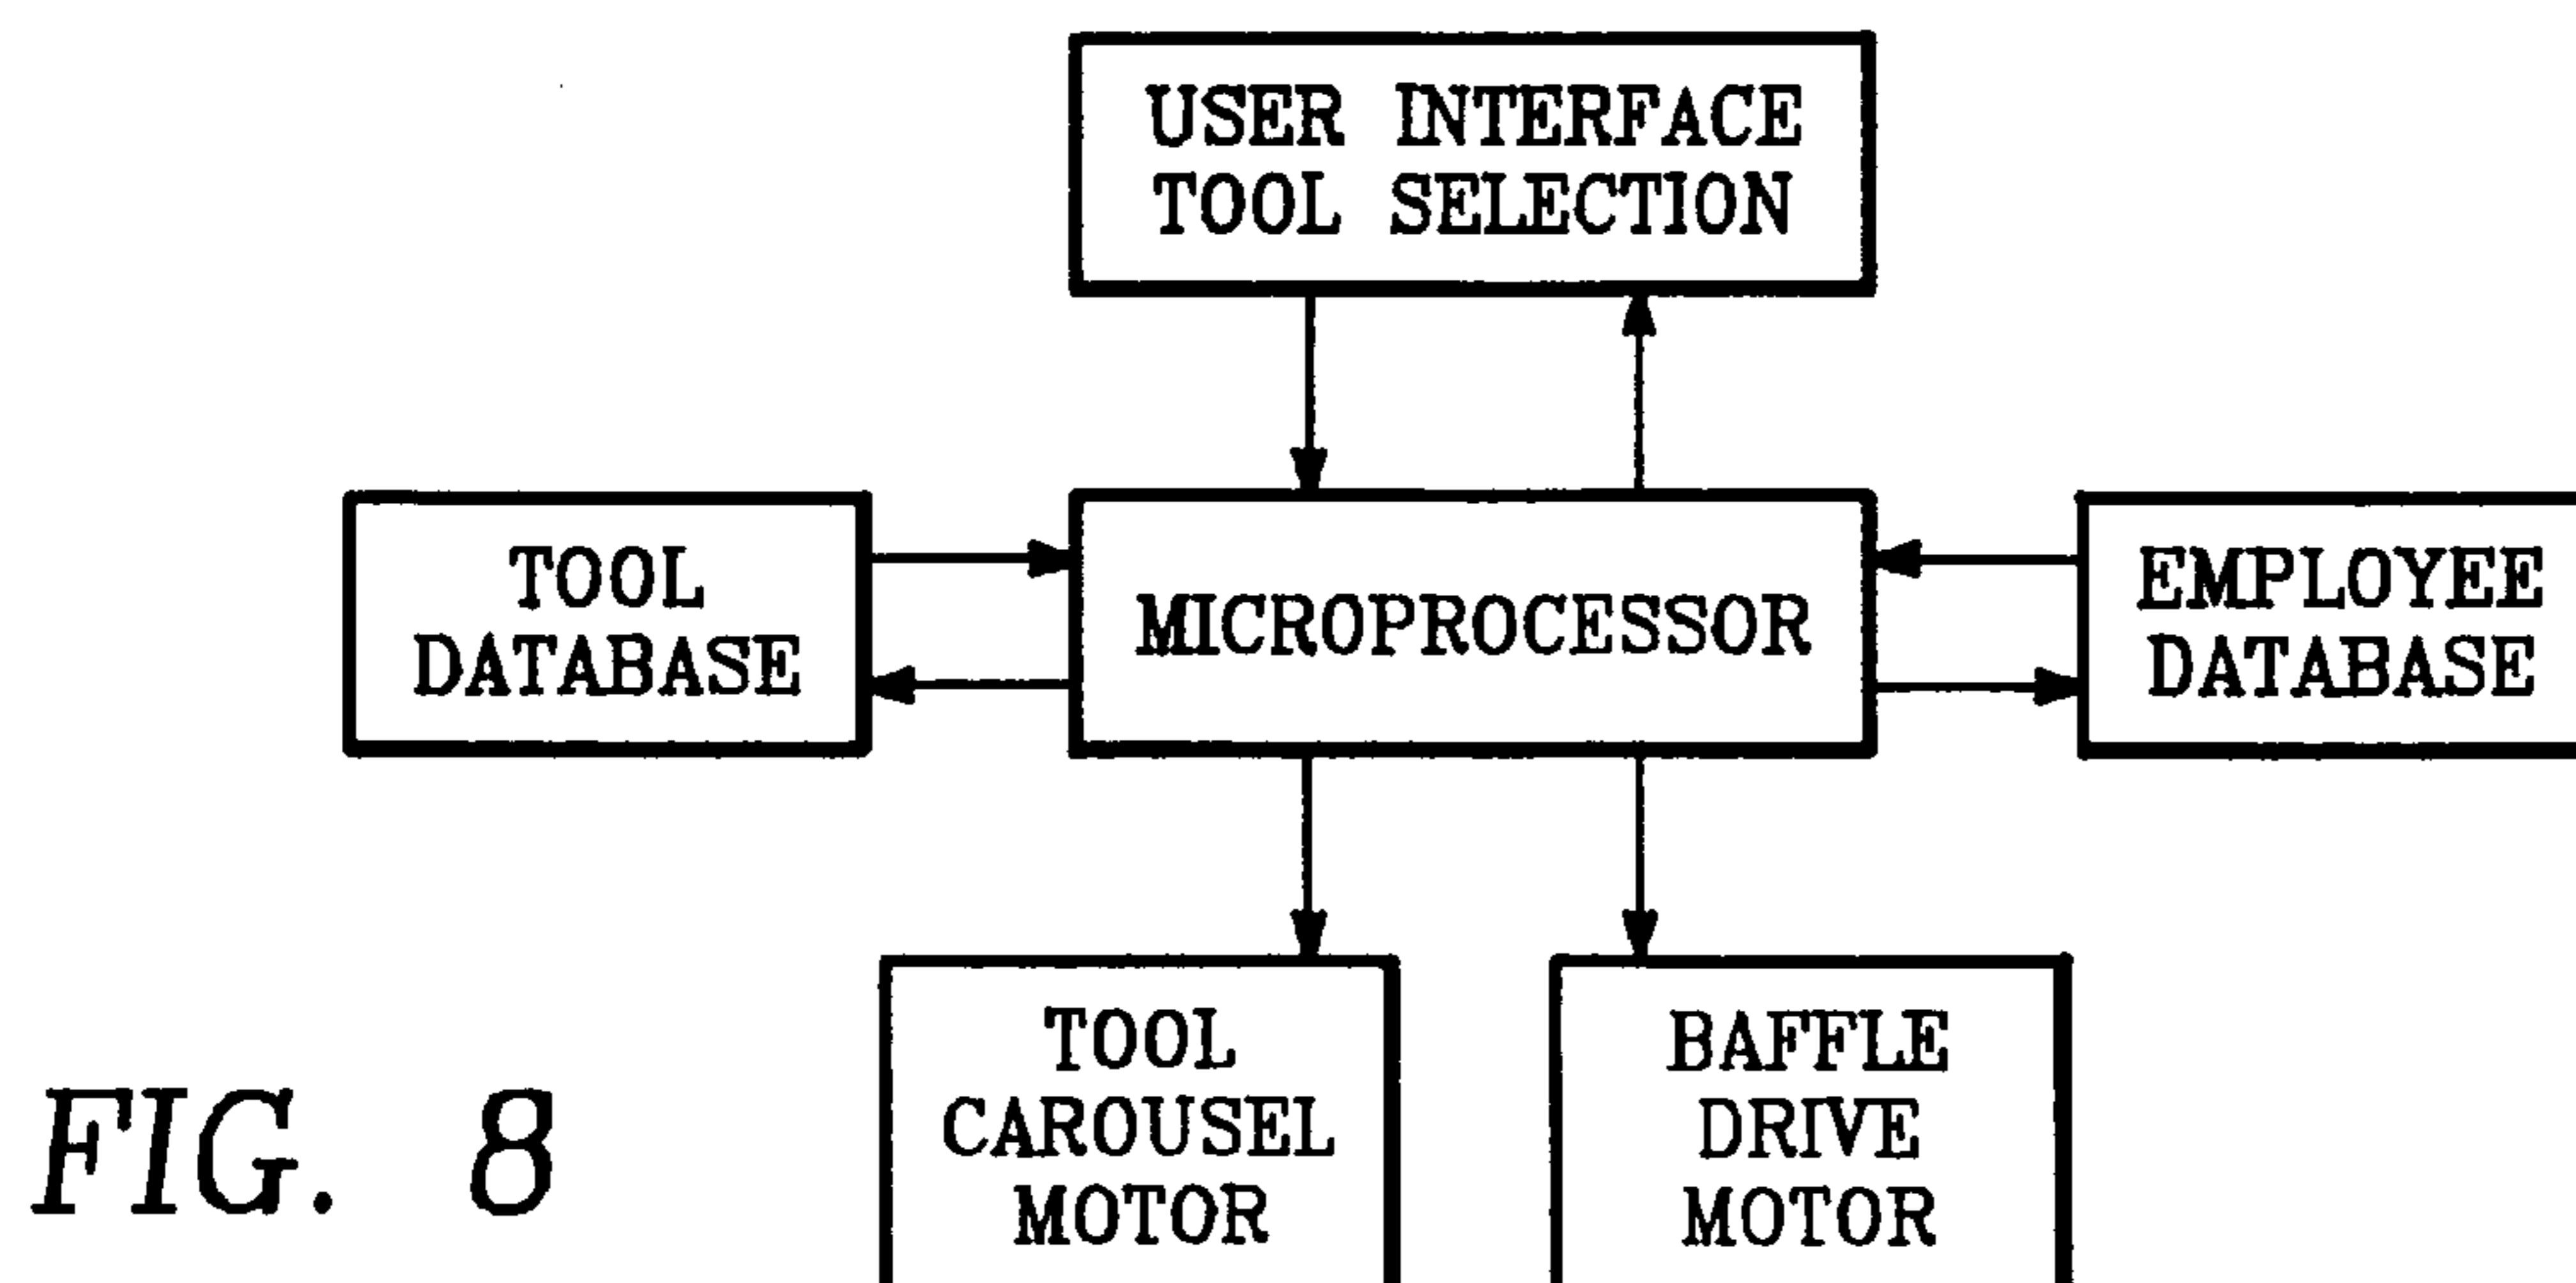 USER INTERFACE
TOOL SELECTION
TOOL
DATABASE
MICROPROCESSOR
EMPLOYEE
DATABASE
TOOL
CAROUSEL
MOTOR
BAFFLE
DRIVE
MOTOR
FIG. 8